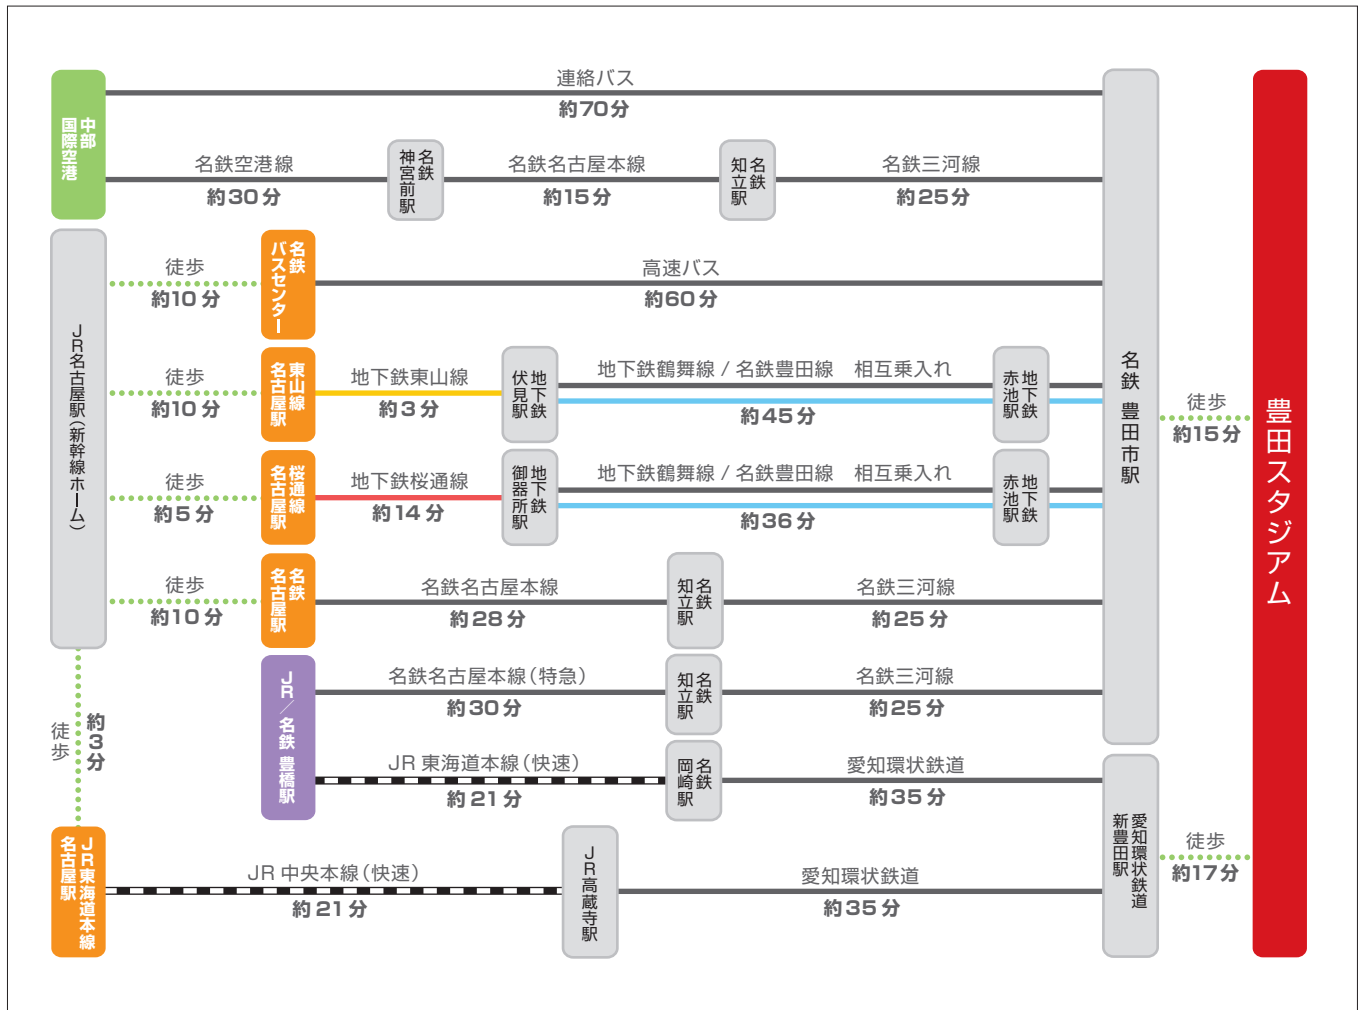 中部
国際空港
連絡バス
約70分
名鉄空港線
約30分
名鉄
神宮前駅
名鉄名古屋本線
約15分
名鉄
知立駅
名鉄三河線
約25分
JR名古屋駅(新幹線ホーム)
徒歩
約10分
名鉄
バスセンター
高速バス
約60分
徒歩
約10分
東山線
名古屋駅
地下鉄東山線
約3分
地下鉄
伏見駅
地下鉄鶴舞線 / 名鉄豊田線 相互乗入れ
約45分
地下鉄
赤池駅
徒歩
約5分
桜通線
名古屋駅
地下鉄桜通線
約14分
地下鉄
御器所駅
地下鉄鶴舞線 / 名鉄豊田線 相互乗入れ
約36分
地下鉄
赤池駅
徒歩
約10分
名鉄
名古屋駅
名鉄名古屋本線
約28分
名鉄
知立駅
名鉄三河線
約25分
JR/名鉄 豊橋駅
名鉄名古屋本線(特急)
約30分
名鉄
知立駅
名鉄三河線
約25分
JR 東海道本線(快速)
約21分
名鉄
岡崎駅
愛知環状鉄道
約35分
徒歩
約3分
JR東海道本線
名古屋駅
JR 中央本線(快速)
約21分
JR高蔵寺駅
愛知環状鉄道
約35分
名鉄 豊田市駅
徒歩
約15分
愛知環状鉄道
新豊田駅
徒歩
約17分
豊田スタジアム